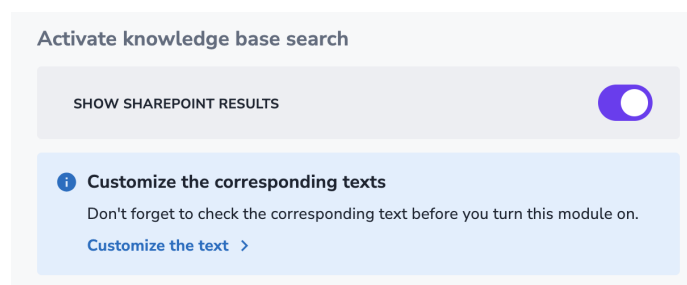 Activate knowledge base search
SHOW SHAREPOINT RESULTS
Customize the corresponding texts
Don't forget to check the corresponding text before you turn this module on.
Customize the text